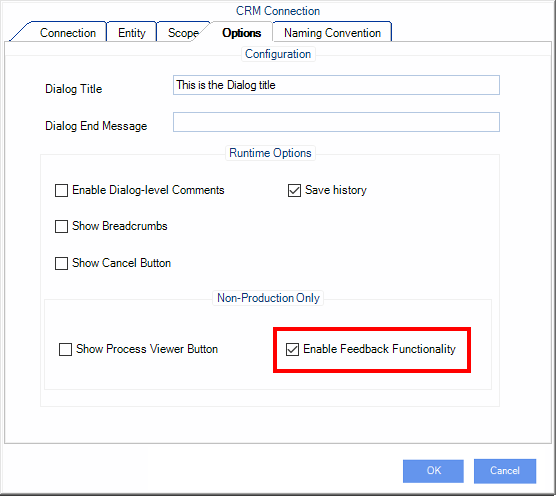 CRM Connection
Connection Entity Scope Options Naming Convention
Configuration
Dialog Title This is the Dialog title
Dialog End Message
Runtime Options
Enable Dialog-level Comments Save history
Show Breadcrumbs
Show Cancel Button
Non-Production Only
Show Process Viewer Button Enable Feedback Functionality
OK Cancel